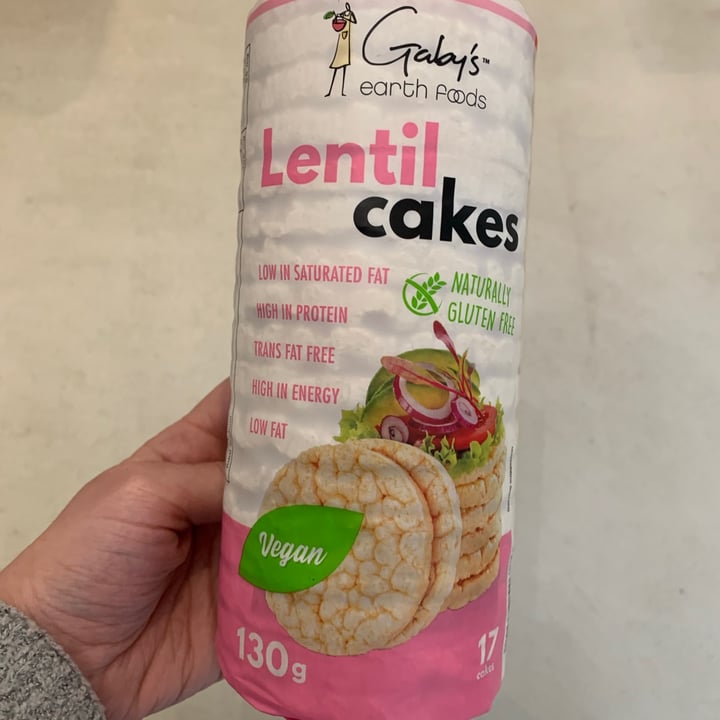 Gaby's™
earth foods
Lentil
cakes
LOW IN SATURATED FAT
HIGH IN PROTEIN
TRANS FAT FREE
HIGH IN ENERGY
LOW FAT
NATURALLY
GLUTEN FREE
Vegan
130g
17
cakes